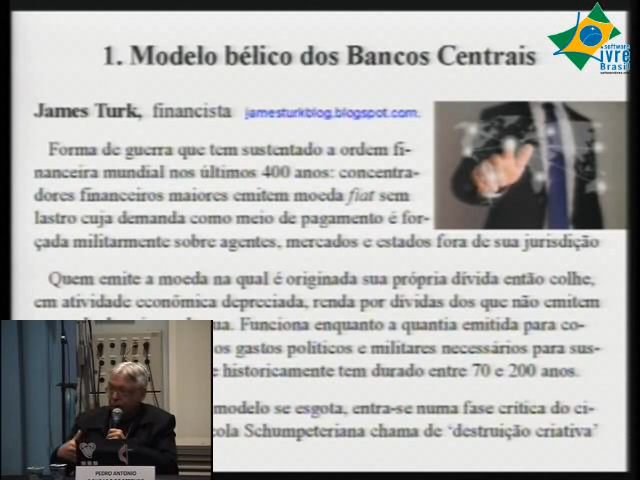 software
livre
Brasil
1. Modelo bélico dos Bancos Centrais
James Turk, financista jamesturkblog.blogspot.com.
Forma de guerra que tem sustentado a ordem fi-
nanceira mundial nos últimos 400 anos: concentra-
dores financeiros maiores emitem moeda fiat sem
lastro cuja demanda como meio de pagamento é for-
çada militarmente sobre agentes, mercados e estados fora de sua jurisdição
Quem emite a moeda na qual é originada sua própria dívida então colhe,
em atividade econômica depreciada, renda por dívidas dos que não emitem
ua. Funciona enquanto a quantia emitida para co-
os gastos políticos e militares necessários para sus-
e historicamente tem durado entre 70 e 200 anos.
modelo se esgota, entra-se numa fase crítica do ci-
cola Schumpeteriana chama de 'destruição criativa'
PEDRO ANTONIO